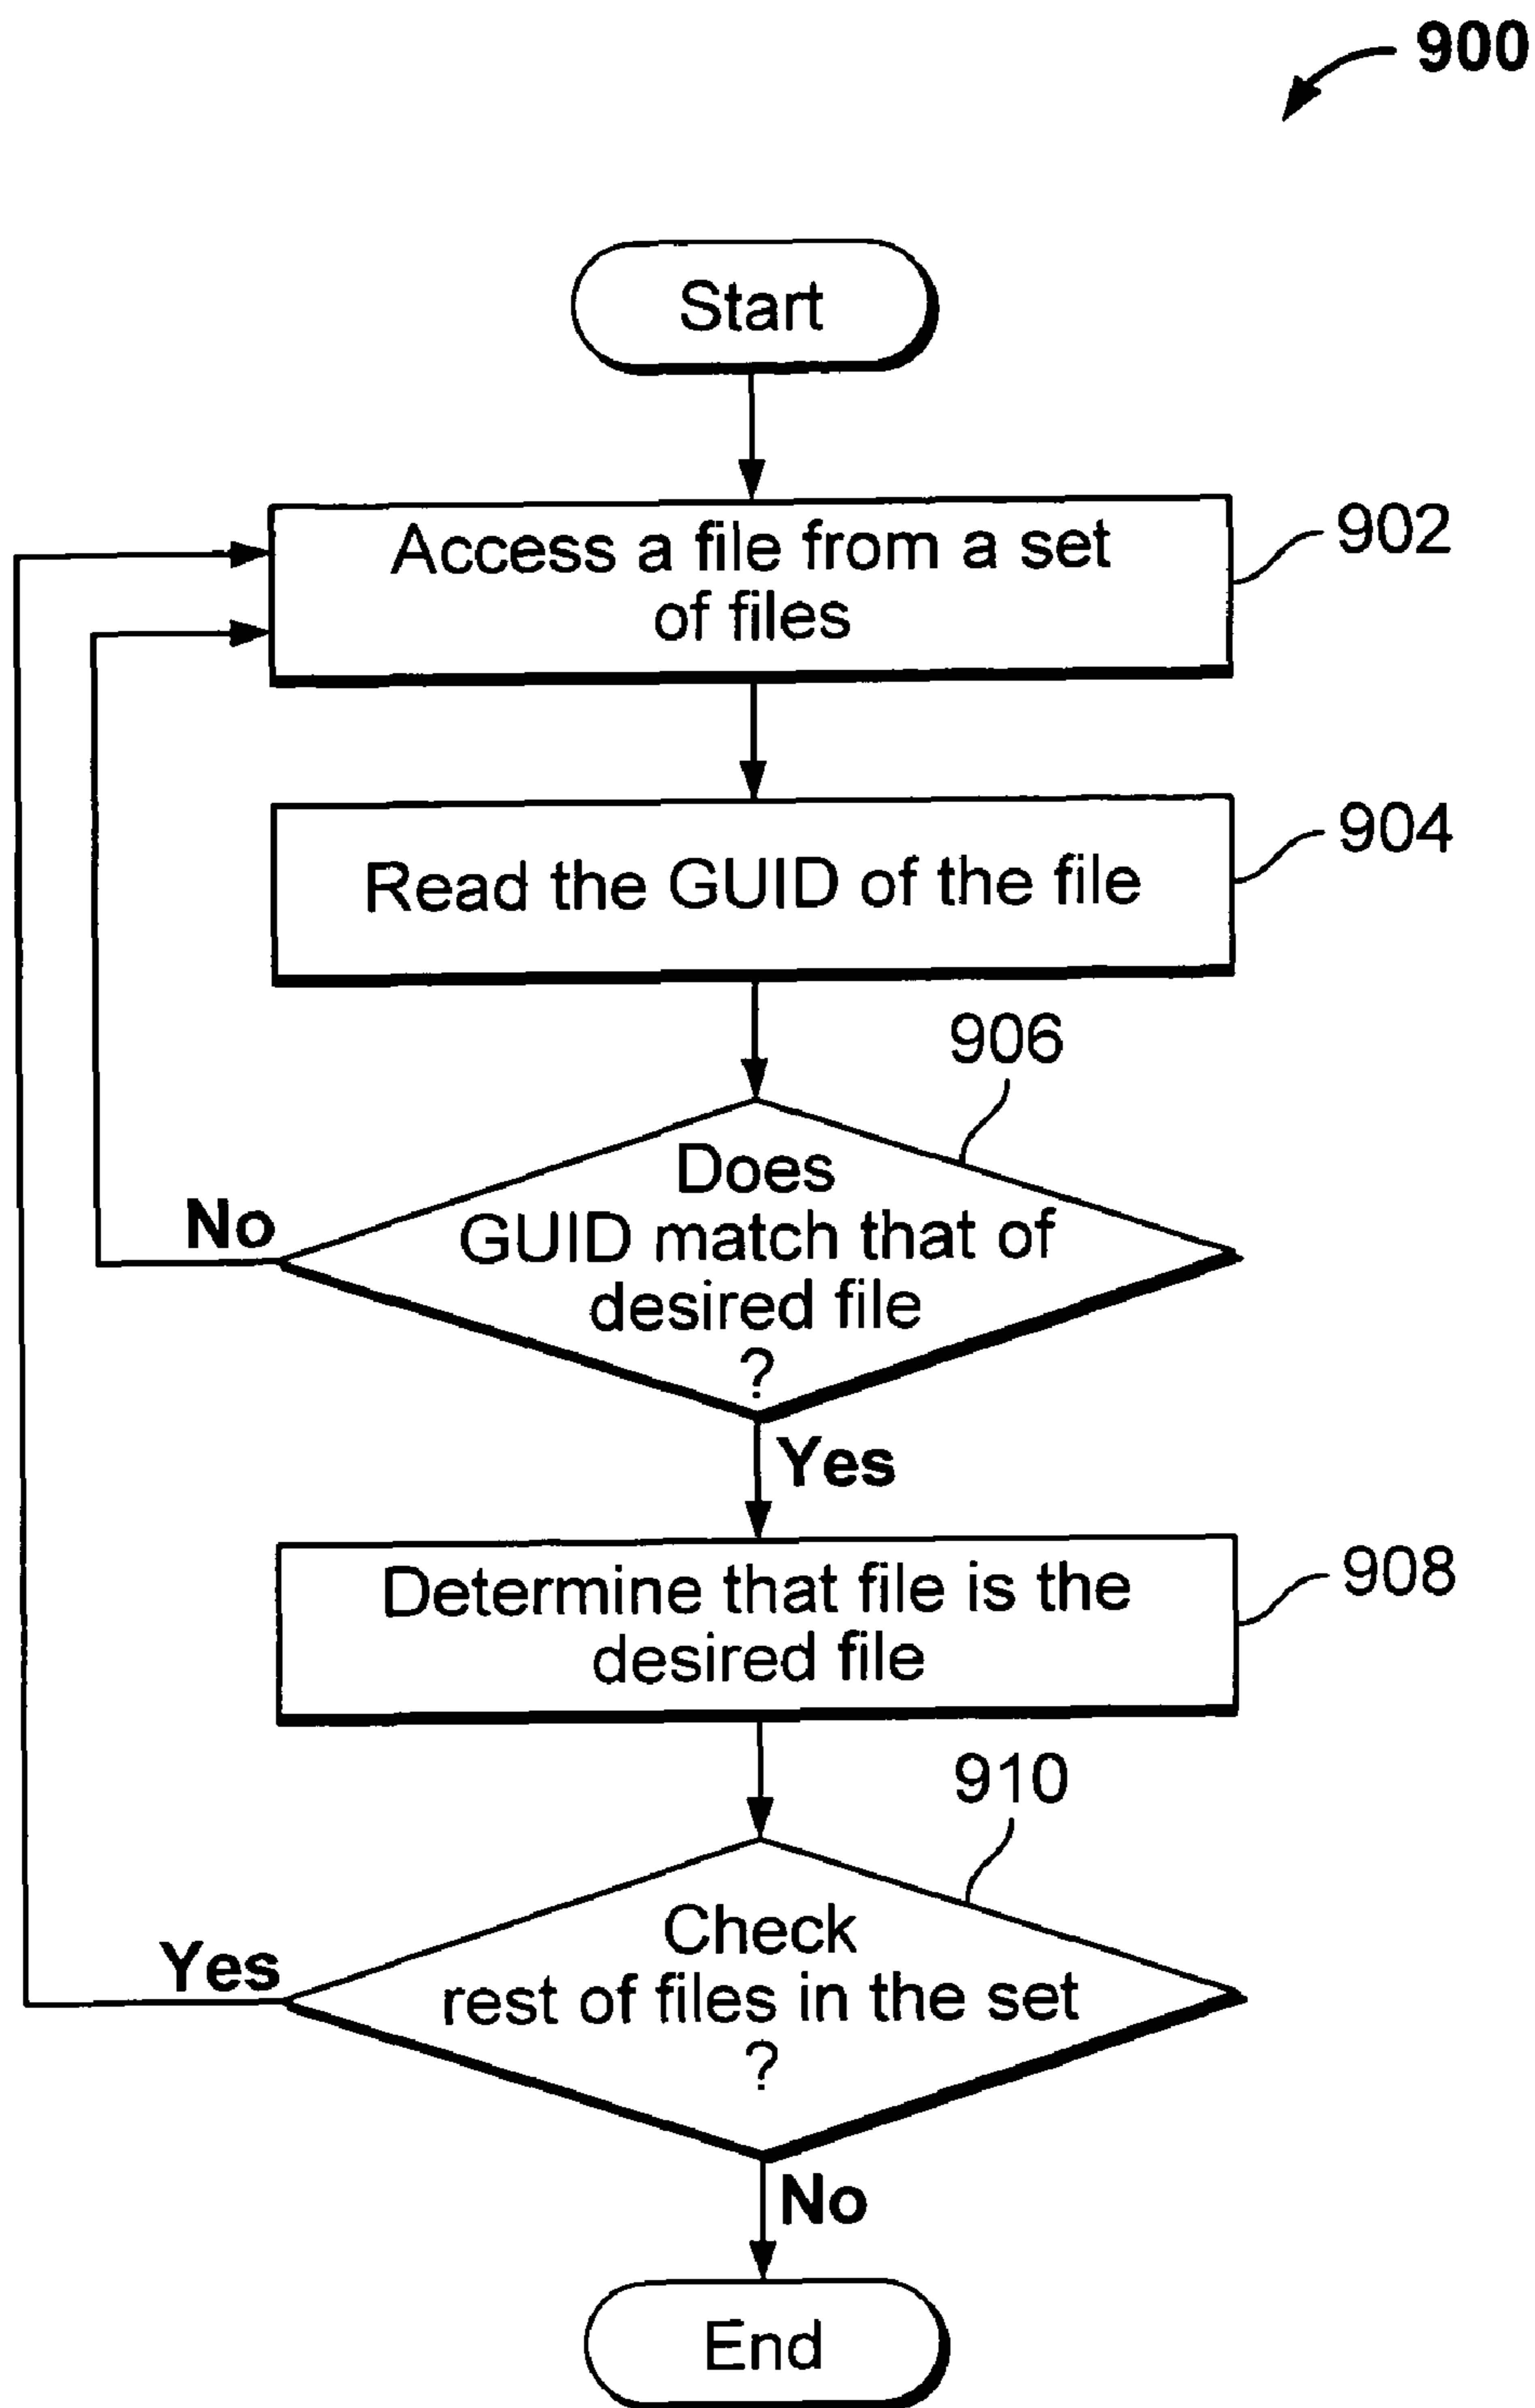 900
Start
Access a file from a set
of files
902
Read the GUID of the file
904
906
Does
GUID match that of
desired file
?
No
Yes
Determine that file is the
desired file
908
910
Check
rest of files in the set
?
Yes
No
End